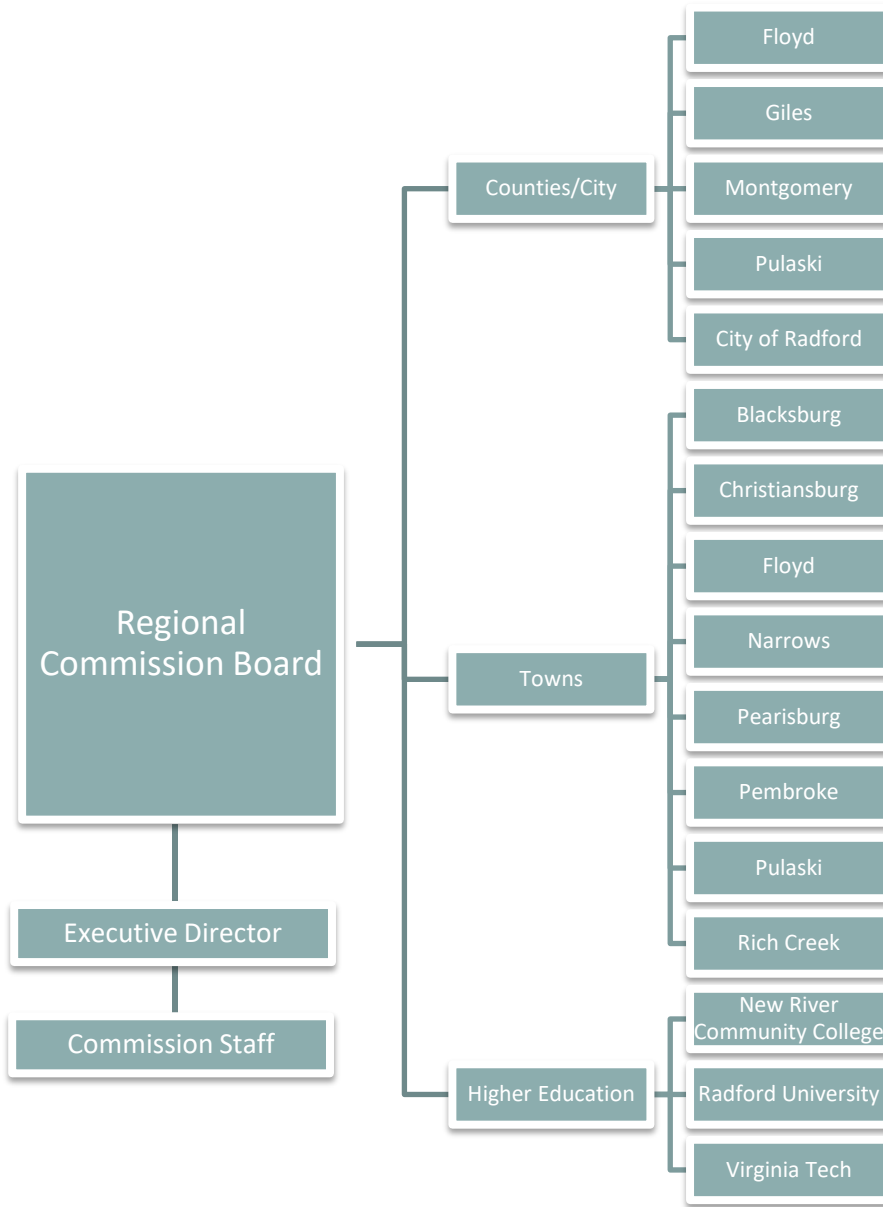 Regional
Commission Board
Executive Director
Commission Staff
Counties/City
Floyd
Giles
Montgomery
Pulaski
City of Radford
Towns
Blacksburg
Christiansburg
Floyd
Narrows
Pearisburg
Pembroke
Pulaski
Rich Creek
Higher Education
New River
Community College
Radford University
Virginia Tech